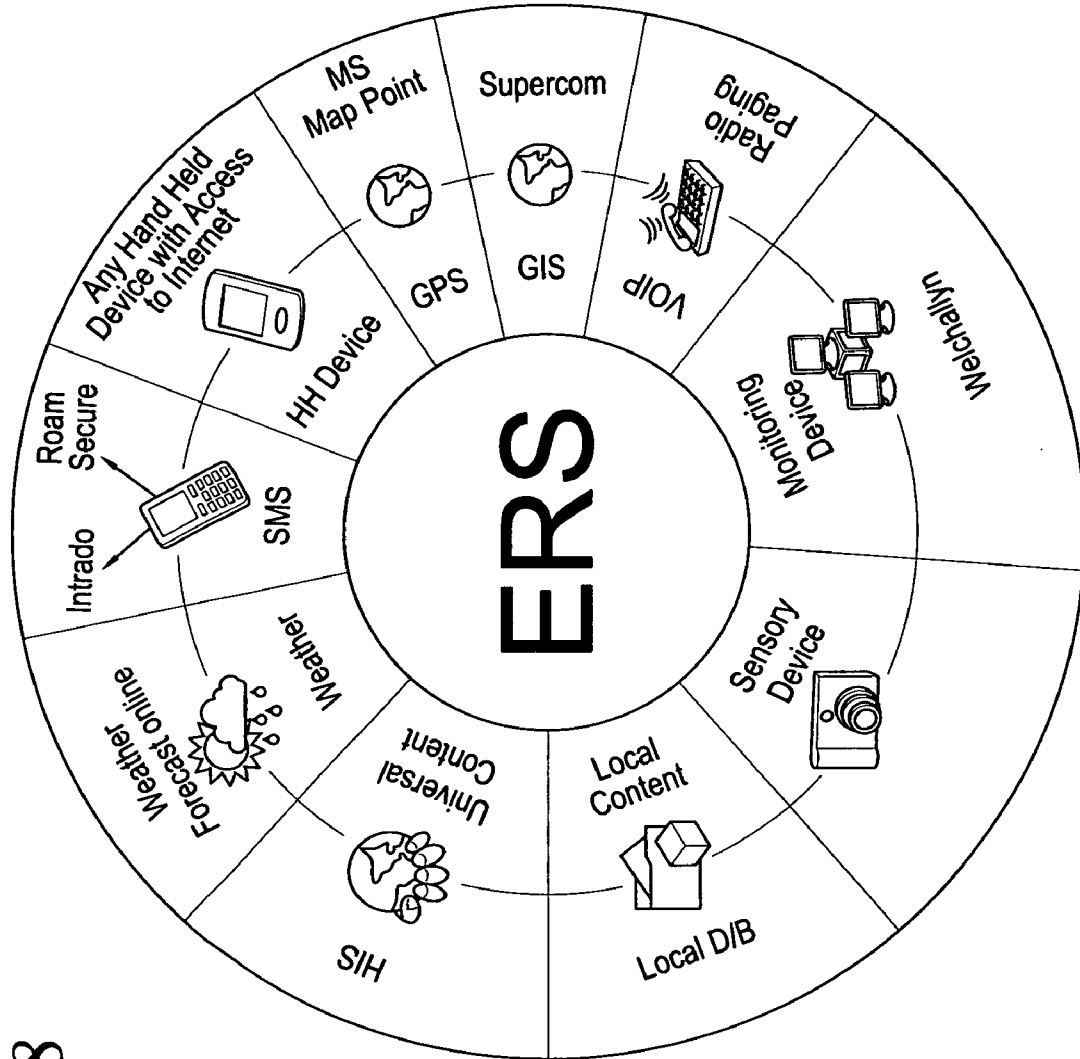 MS
Map Point
GPS
Supercom
GIS
Radio
Paging
VOIP
Welchallyn
Monitoring
Device
Sensory
Device
Local
Content
Local D/B
Universal
Content
HIS
Weather
Forecast online
Weather
Intrado
Roam
Secure
SMS
Any Hand Held
Device with Access
to Internet
HH Device
ERS
8